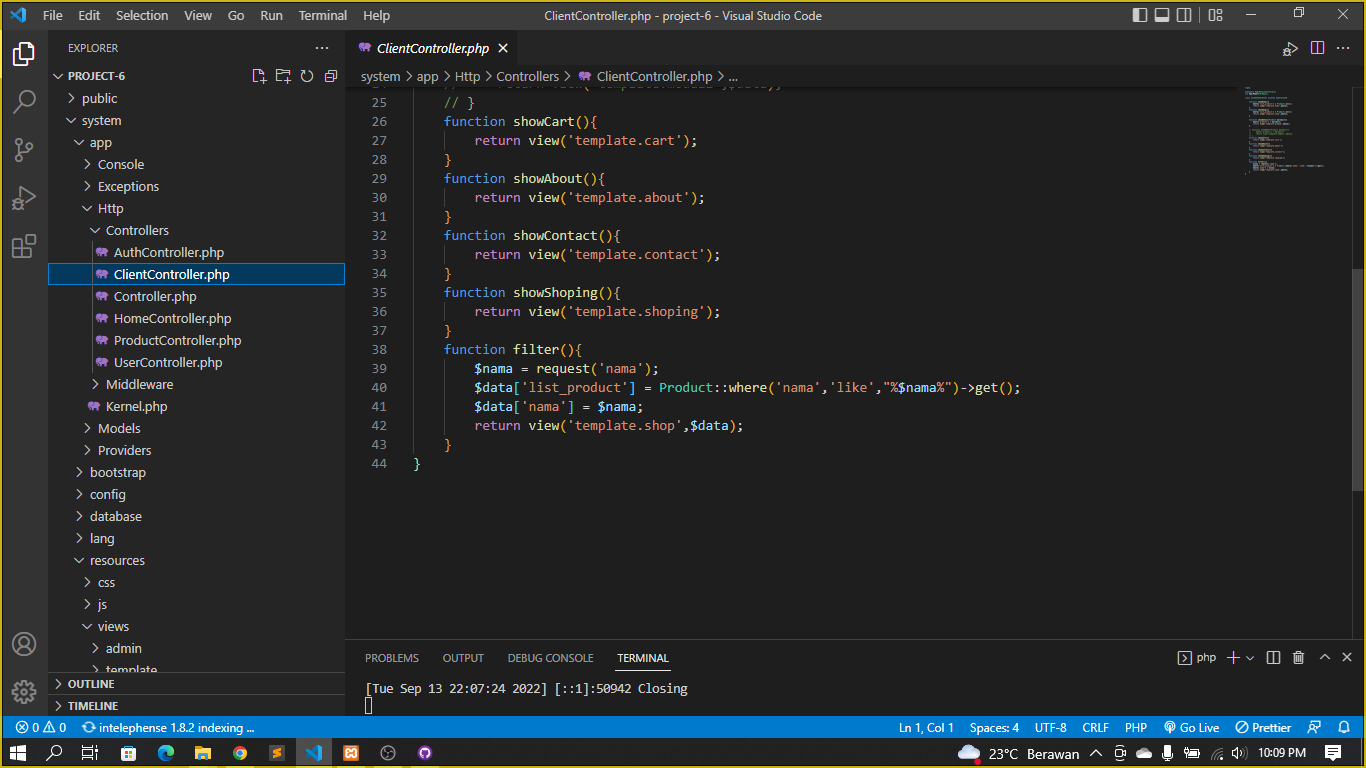 File Edit Selection View Go Run Terminal Help ClientController.php - project-6 - Visual Studio Code
EXPLORER
PROJECT-6
public
system
app
Console
Exceptions
Http
Controllers
AuthController.php
ClientController.php
Controller.php
HomeController.php
ProductController.php
UserController.php
Middleware
Kernel.php
Models
Providers
bootstrap
config
database
lang
resources
css
js
views
admin
template
OUTLINE
TIMELINE
ClientController.php
system > app > Http > Controllers > ClientController.php > ...
25 // }
26 function showCart(){
27 return view('template.cart');
28 }
29 function showAbout(){
30 return view('template.about');
31 }
32 function showContact(){
33 return view('template.contact');
34 }
35 function showShoping(){
36 return view('template.shoping');
37 }
38 function filter(){
39 $nama = request('nama');
40 $data['list_product'] = Product::where('nama','like',"%$nama%")->get();
41 $data['nama'] = $nama;
42 return view('template.shop',$data);
43 }
44 }
PROBLEMS OUTPUT DEBUG CONSOLE TERMINAL php
[Tue Sep 13 22:07:24 2022] [::1]:50942 Closing
0 0 intelephense 1.8.2 indexing ... Ln 1, Col 1 Spaces: 4 UTF-8 CRLF PHP Go Live Prettier
23°C Berawan 10:09 PM